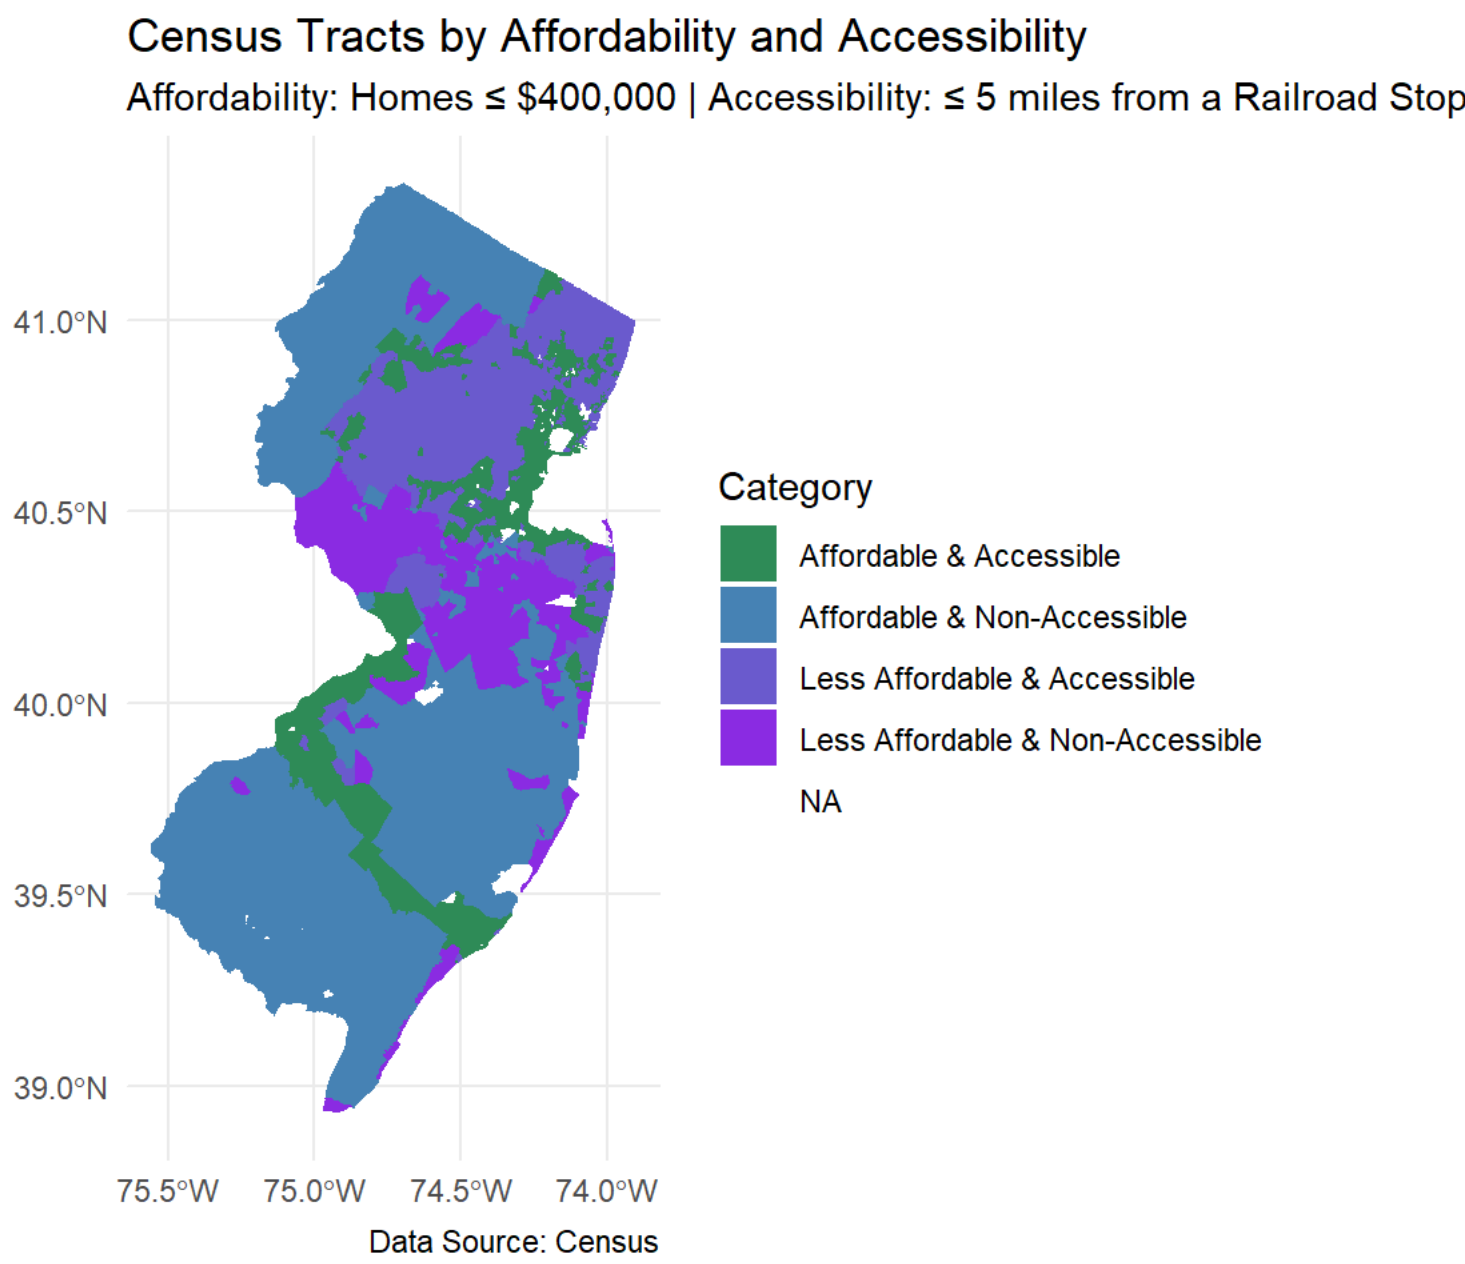 Census Tracts by Affordability and Accessibility
Affordability: Homes ≤ $400,000 | Accessibility: ≤ 5 miles from a Railroad Stop
41.0°N
40.5°N
40.0°N
39.5°N
39.0°N
75.5°W 75.0°W 74.5°W 74.0°W
Category
Affordable & Accessible
Affordable & Non-Accessible
Less Affordable & Accessible
Less Affordable & Non-Accessible
NA
Data Source: Census